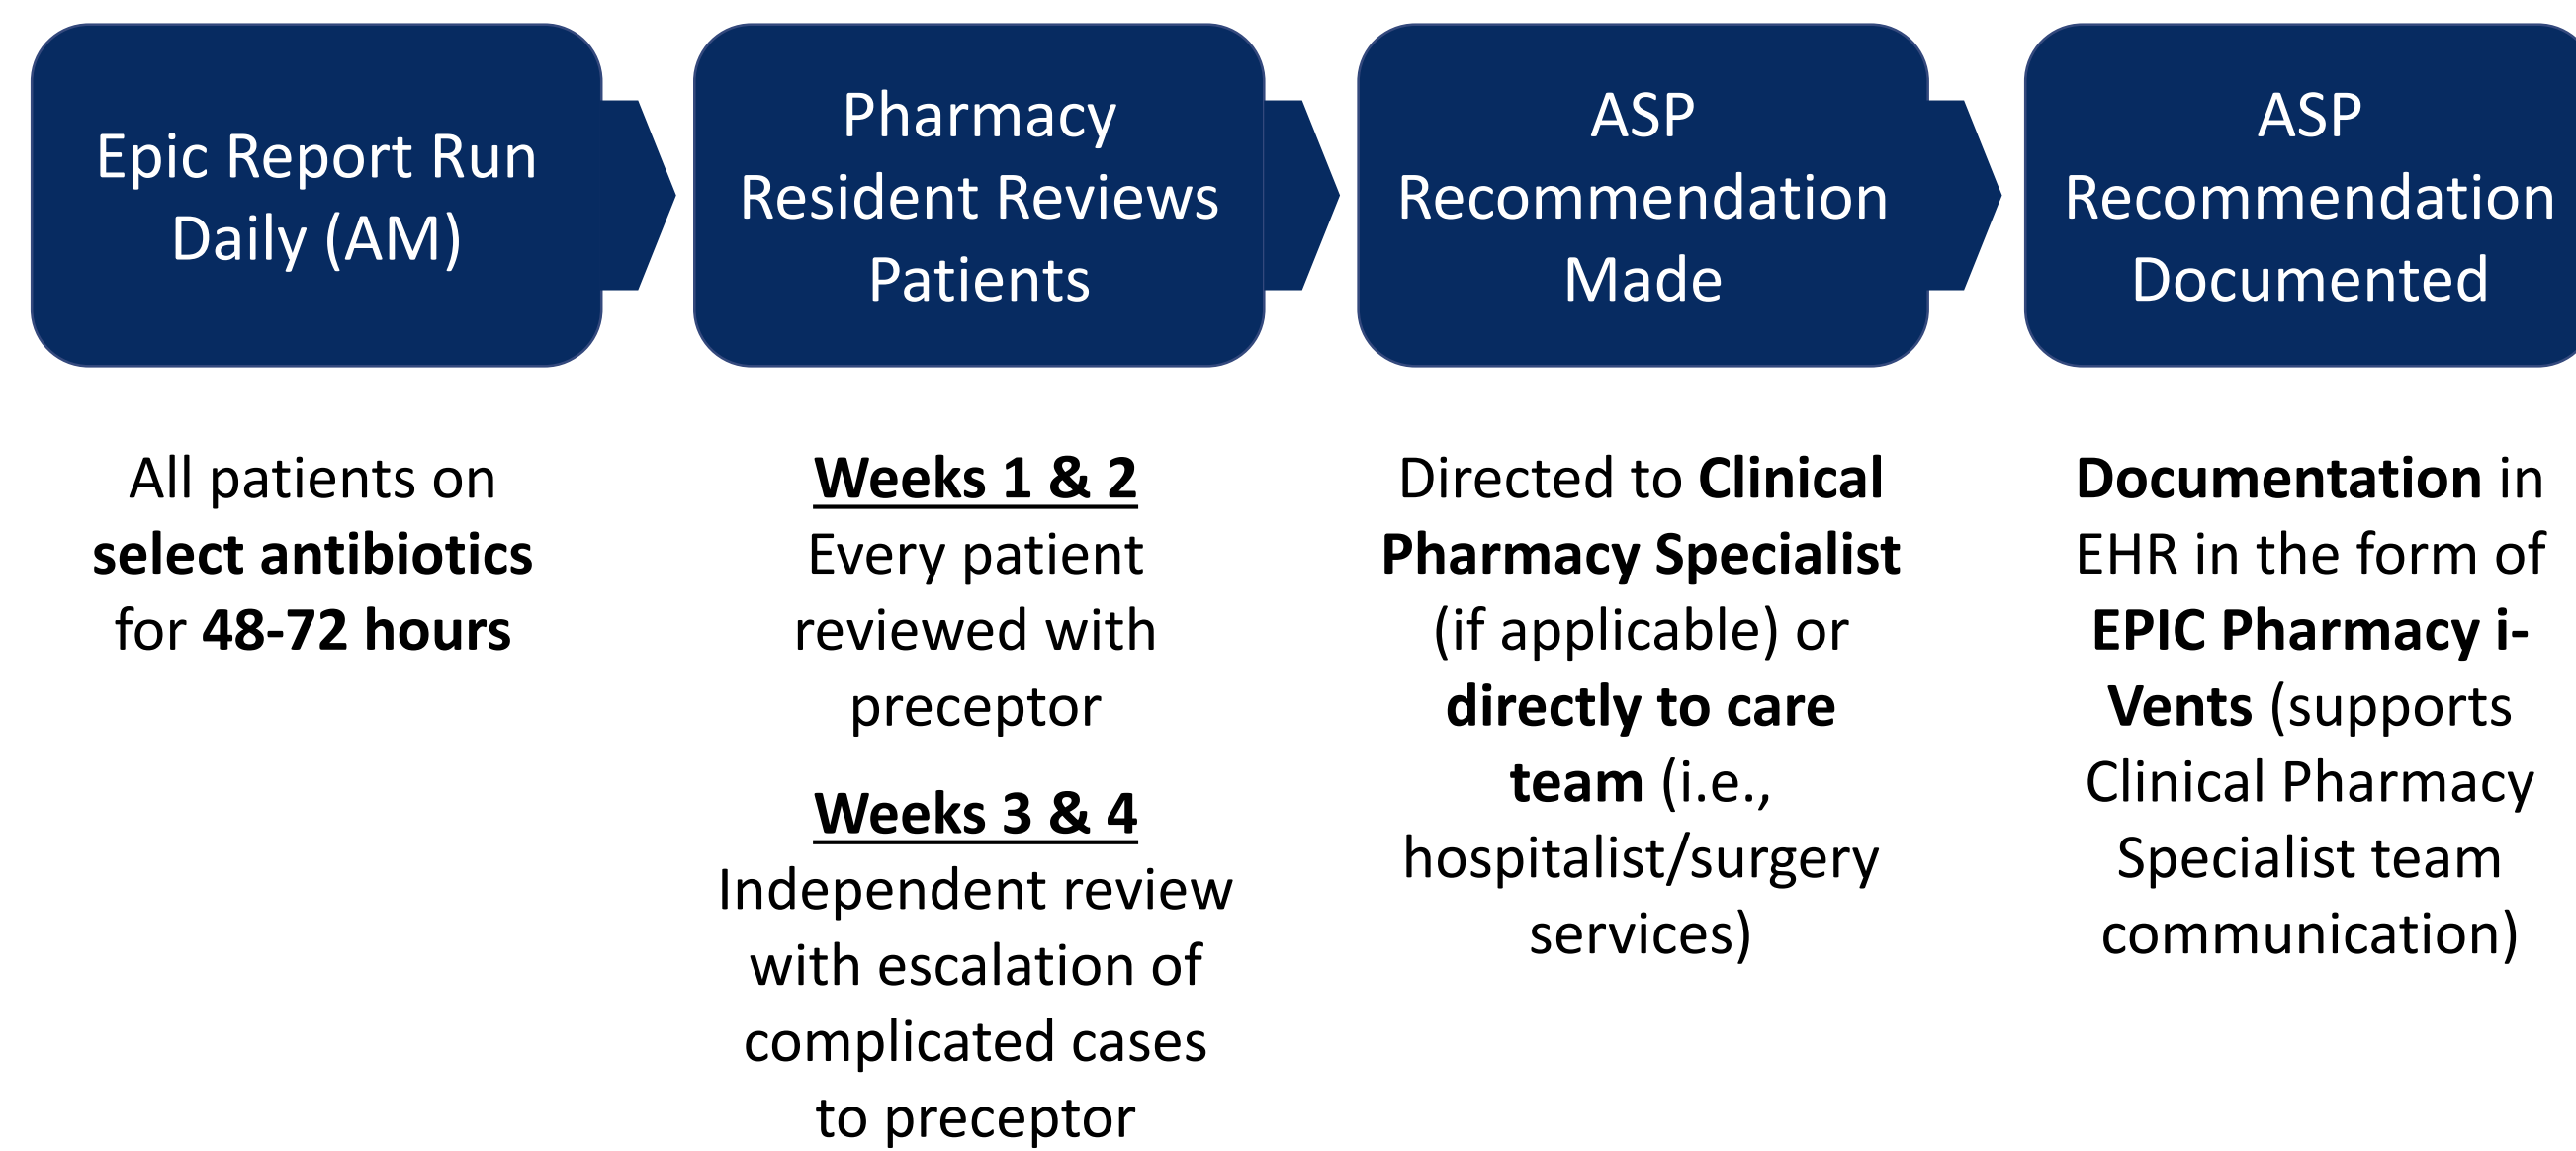 Epic Report Run
Daily (AM)
Pharmacy
Resident Reviews
Patients
ASP
Recommendation
Made
ASP
Recommendation
Documented
All patients on
select antibiotics
for 48-72 hours
Weeks 1 & 2
Every patient
reviewed with
preceptor
Weeks 3 & 4
Independent review
with escalation of
complicated cases
to preceptor
Directed to Clinical
Pharmacy Specialist
(if applicable) or
directly to care
team (i.e.,
hospitalist/surgery
services)
Documentation in
EHR in the form of
EPIC Pharmacy i-
Vents (supports
Clinical Pharmacy
Specialist team
communication)